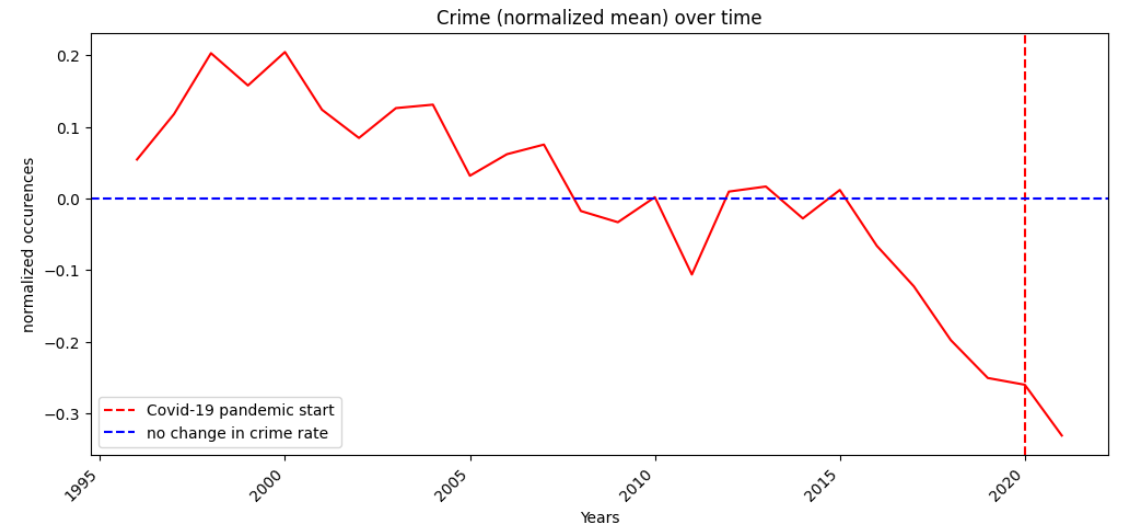 Crime (normalized mean) over time
normalized occurences
0.2
0.1
0.0
−0.1
−0.2
−0.3
Covid-19 pandemic start
no change in crime rate
1995
2000
2005
2010
2015
2020
Years